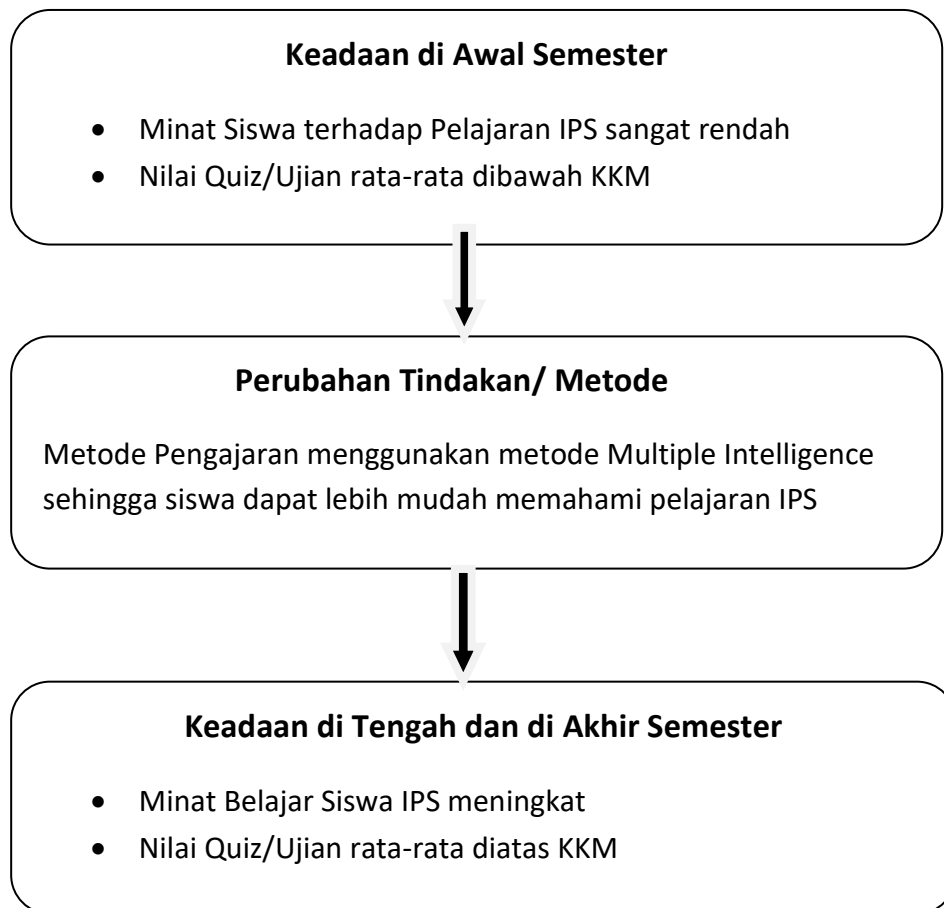 Keadaan di Awal Semester
• Minat Siswa terhadap Pelajaran IPS sangat rendah
• Nilai Quiz/Ujian rata-rata dibawah KKM
Perubahan Tindakan/ Metode
Metode Pengajaran menggunakan metode Multiple Intelligence
sehingga siswa dapat lebih mudah memahami pelajaran IPS
Keadaan di Tengah dan di Akhir Semester
• Minat Belajar Siswa IPS meningkat
• Nilai Quiz/Ujian rata-rata diatas KKM